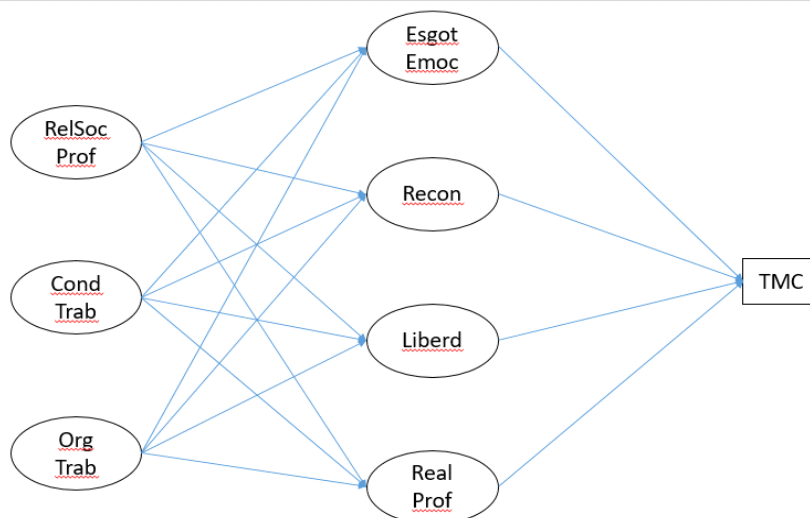 RelSoc
Prof
Cond
Trab
Org
Trab
Esgot
Emoc
Recon
Liberd
Real
Prof
TMC